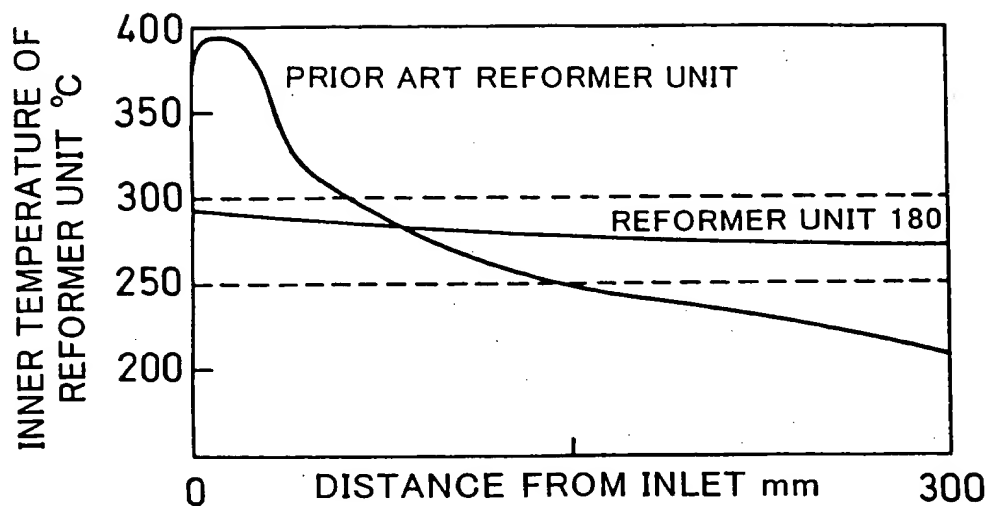 INNER TEMPERATURE OF
REFORMER UNIT °C
400
350
300
250
200
PRIOR ART REFORMER UNIT
REFORMER UNIT 180
0
DISTANCE FROM INLET mm
300